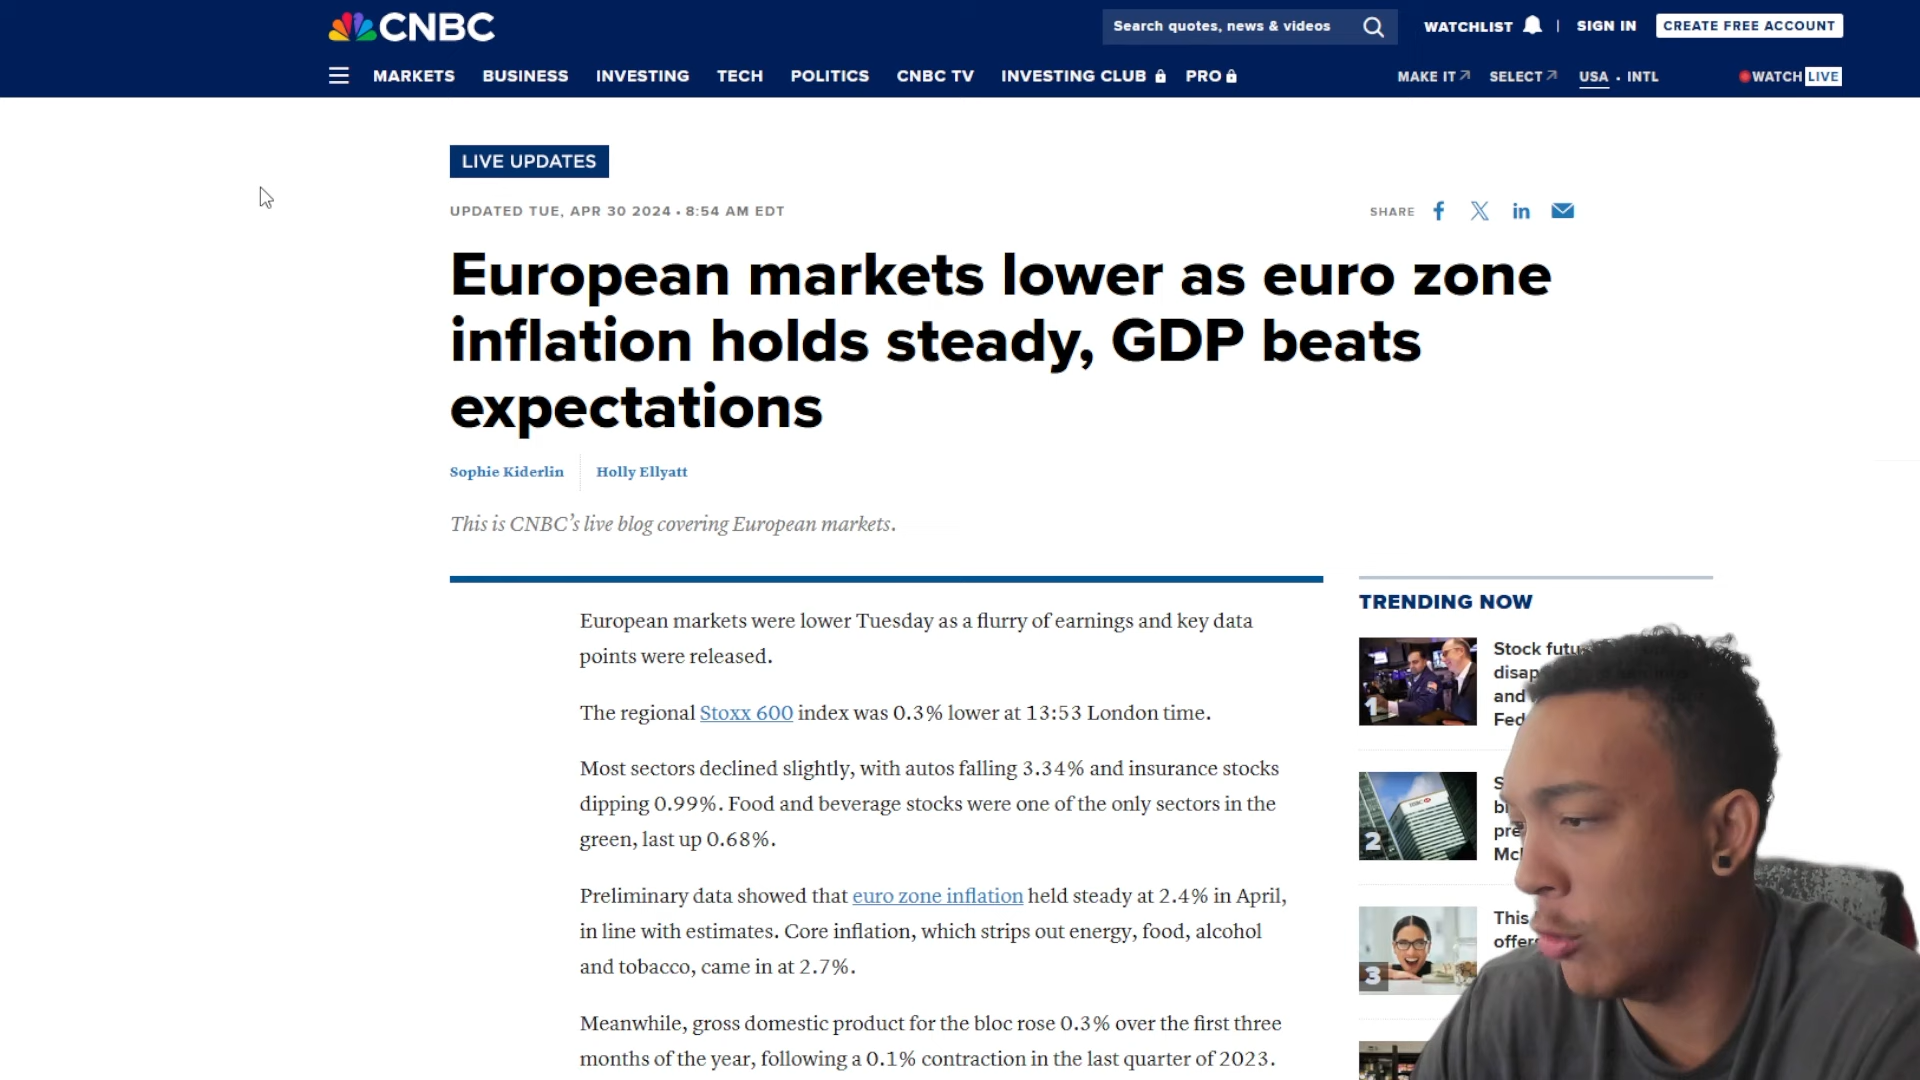 CNBC
Search quotes, news & videos
WATCHLIST
SIGN IN
CREATE FREE ACCOUNT
MARKETS
BUSINESS
INVESTING
TECH
POLITICS
CNBC TV
INVESTING CLUB
PRO
MAKE IT
SELECT
USA • INTL
WATCH LIVE
LIVE UPDATES
UPDATED TUE, APR 30 2024 • 8:54 AM EDT
SHARE
European markets lower as euro zone
inflation holds steady, GDP beats
expectations
Sophie Kiderlin
Holly Ellyatt
This is CNBC’s live blog covering European markets.
European markets were lower Tuesday as a flurry of earnings and key data
points were released.
The regional Stoxx 600 index was 0.3% lower at 13:53 London time.
Most sectors declined slightly, with autos falling 3.34% and insurance stocks
dipping 0.99%. Food and beverage stocks were one of the only sectors in the
green, last up 0.68%.
Preliminary data showed that euro zone inflation held steady at 2.4% in April,
in line with estimates. Core inflation, which strips out energy, food, alcohol
and tobacco, came in at 2.7%.
Meanwhile, gross domestic product for the bloc rose 0.3% over the first three
months of the year, following a 0.1% contraction in the last quarter of 2023.
TRENDING NOW
1
Stock
and
Fed
2
3
This